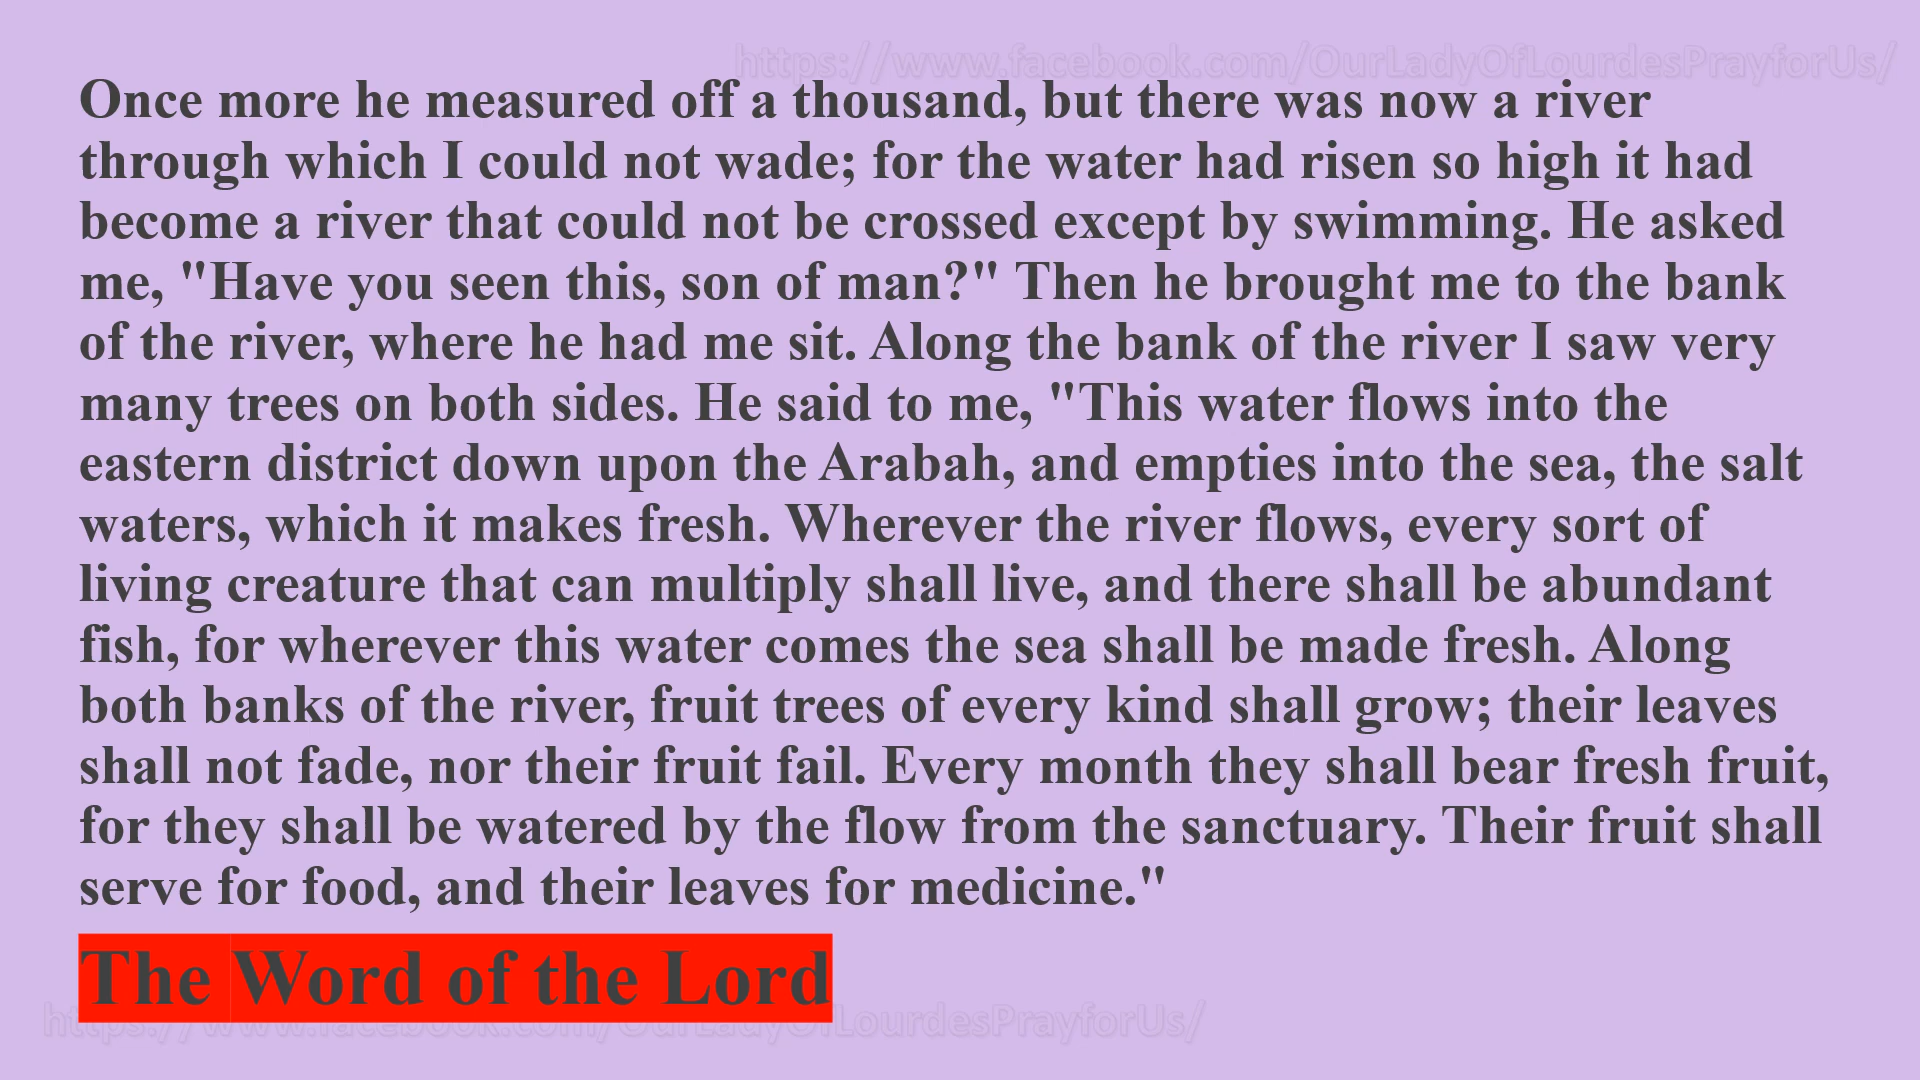 https://www.facebook.com/OurLadyOfLourdesPrayforUs/
Once more he measured off a thousand, but there was now a river
through which I could not wade; for the water had risen so high it had
become a river that could not be crossed except by swimming. He asked
me, "Have you seen this, son of man?" Then he brought me to the bank
of the river, where he had me sit. Along the bank of the river I saw very
many trees on both sides. He said to me, "This water flows into the
eastern district down upon the Arabah, and empties into the sea, the salt
waters, which it makes fresh. Wherever the river flows, every sort of
living creature that can multiply shall live, and there shall be abundant
fish, for wherever this water comes the sea shall be made fresh. Along
both banks of the river, fruit trees of every kind shall grow; their leaves
shall not fade, nor their fruit fail. Every month they shall bear fresh fruit,
for they shall be watered by the flow from the sanctuary. Their fruit shall
serve for food, and their leaves for medicine."
The Word of the Lord
https://www.facebook.com/OurLadyOfLourdesPrayforUs/